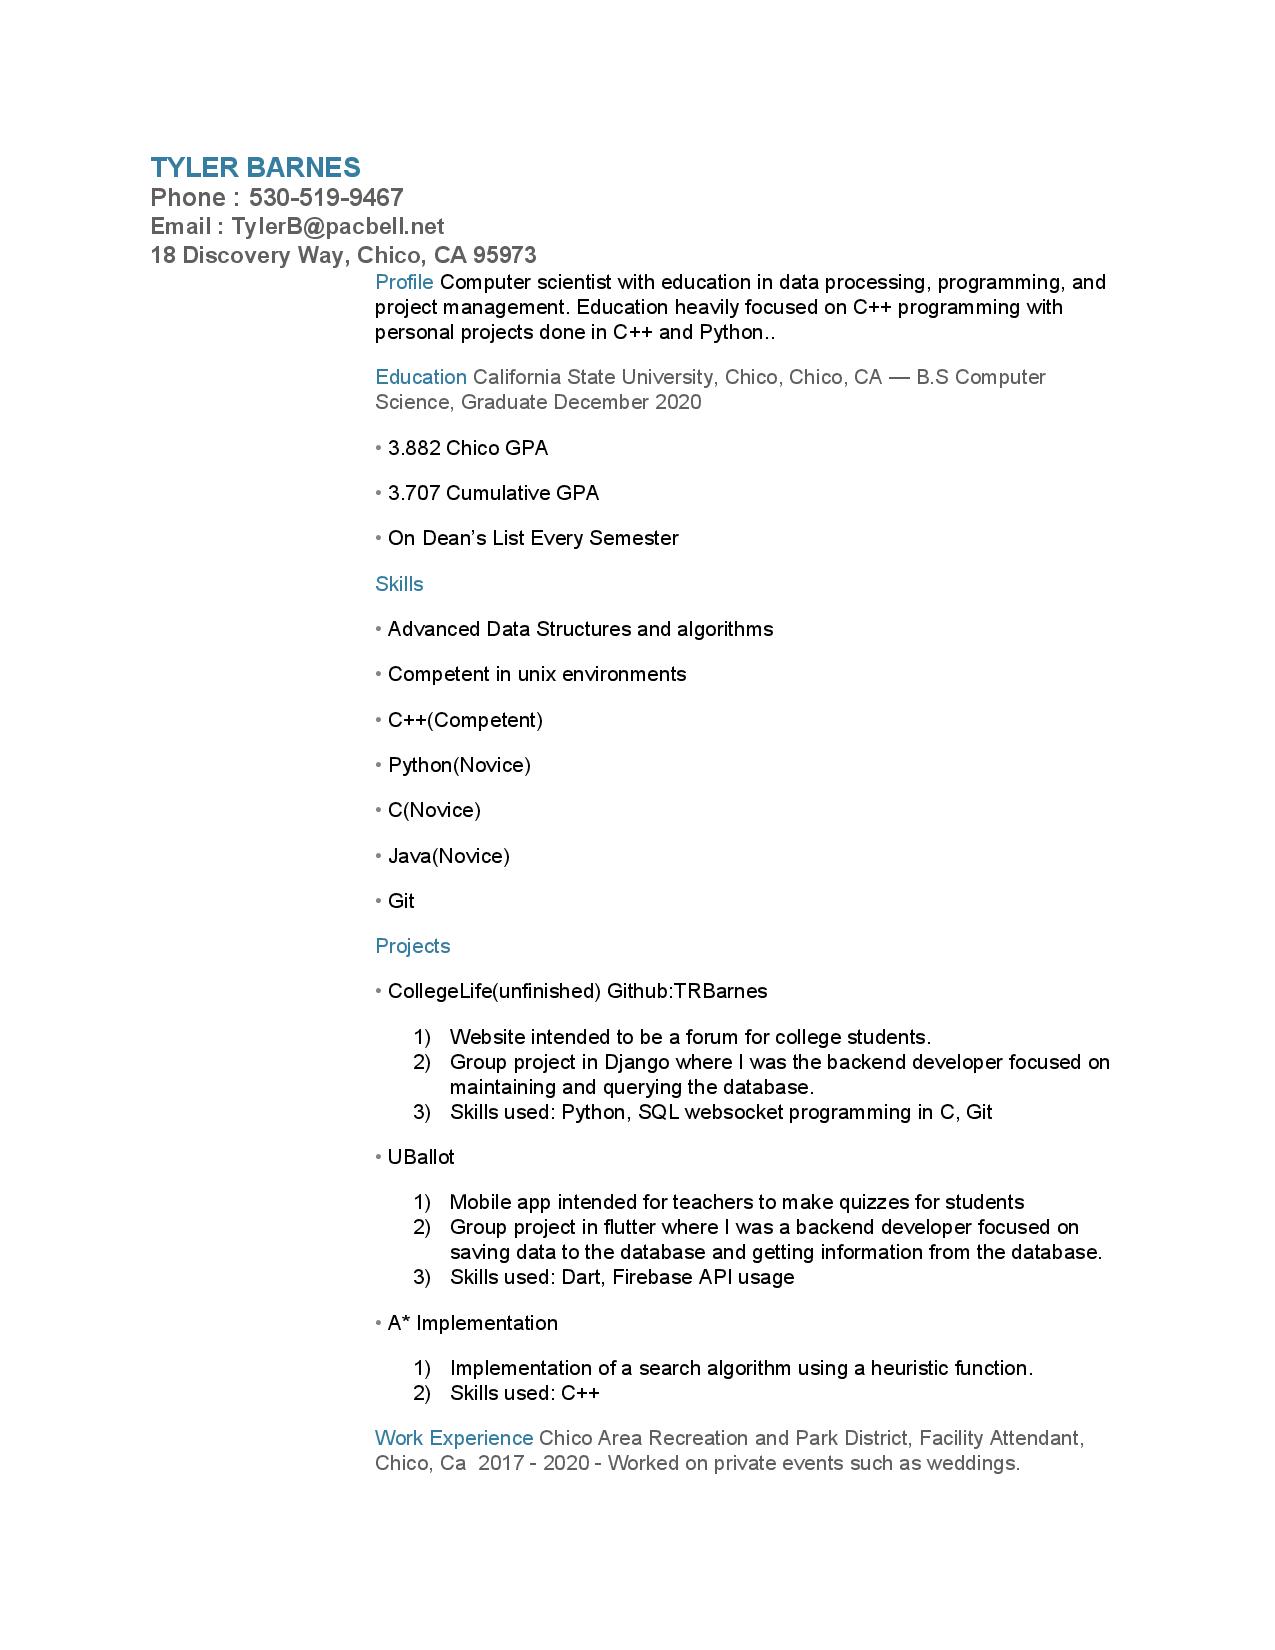 TYLER BARNES
Phone : 530-519-9467
Email : TylerB@pacbell.net
18 Discovery Way, Chico, CA 95973
Profile Computer scientist with education in data processing, programming, and
project management. Education heavily focused on C++ programming with
personal projects done in C++ and Python..
Education California State University, Chico, Chico, CA — B.S Computer
Science, Graduate December 2020
• 3.882 Chico GPA
• 3.707 Cumulative GPA
• On Dean’s List Every Semester
Skills
• Advanced Data Structures and algorithms
• Competent in unix environments
• C++(Competent)
• Python(Novice)
• C(Novice)
• Java(Novice)
• Git
Projects
• CollegeLife(unfinished) Github:TRBarnes
1) Website intended to be a forum for college students.
2) Group project in Django where I was the backend developer focused on
maintaining and querying the database.
3) Skills used: Python, SQL websocket programming in C, Git
• UBallot
1) Mobile app intended for teachers to make quizzes for students
2) Group project in flutter where I was a backend developer focused on
saving data to the database and getting information from the database.
3) Skills used: Dart, Firebase API usage
• A* Implementation
1) Implementation of a search algorithm using a heuristic function.
2) Skills used: C++
Work Experience Chico Area Recreation and Park District, Facility Attendant,
Chico, Ca 2017 - 2020 - Worked on private events such as weddings.